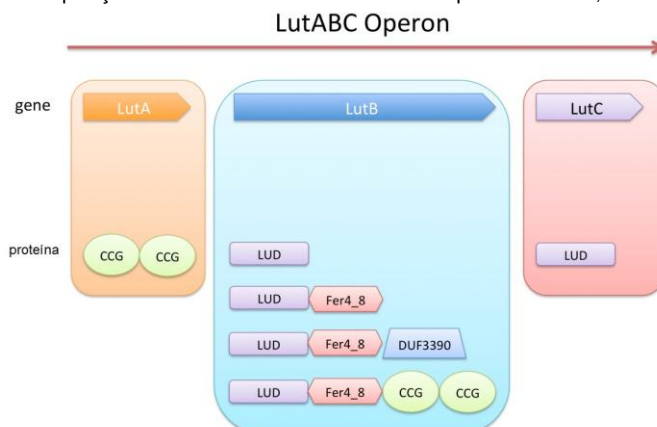 LutABC Operon
gene LutA LutB LutC
proteína CCG CCG LUD LUD
LUD Fer4_8
LUD Fer4_8 DUF3390
LUD Fer4_8 CCG CCG